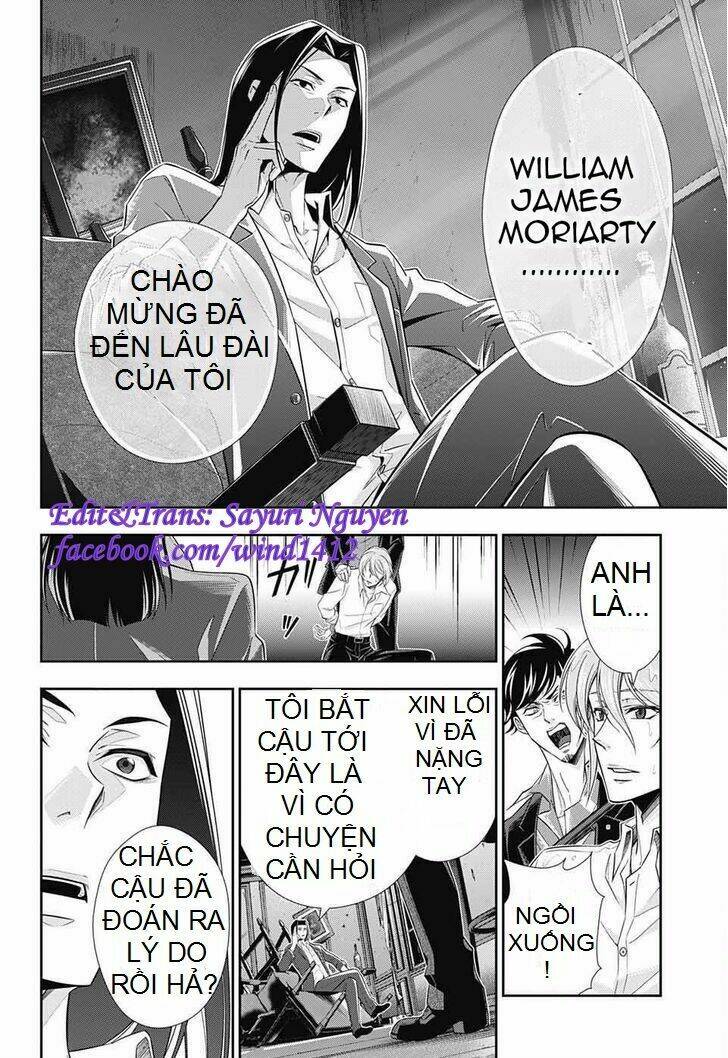 WILLIAM
JAMES
MORIARTY
............
CHÀO
MỪNG ĐÃ
ĐẾN LÂU ĐÀI
CỦA TÔI
Edit&Trans: Sayuri Nguyen
facebook.com/wind1412
ANH
LÀ...
NGỒI
XUỐNG
!
ガッ
XIN LỖI
VÌ ĐÃ
NẶNG
TAY
TÔI BẮT
CẬU TỚI
ĐÂY LÀ
VÌ CÓ
CHUYỆN
CẦN HỎI
CHẮC
CẬU ĐÃ
ĐOÁN RA
LÝ DO
RỒI HẢ?